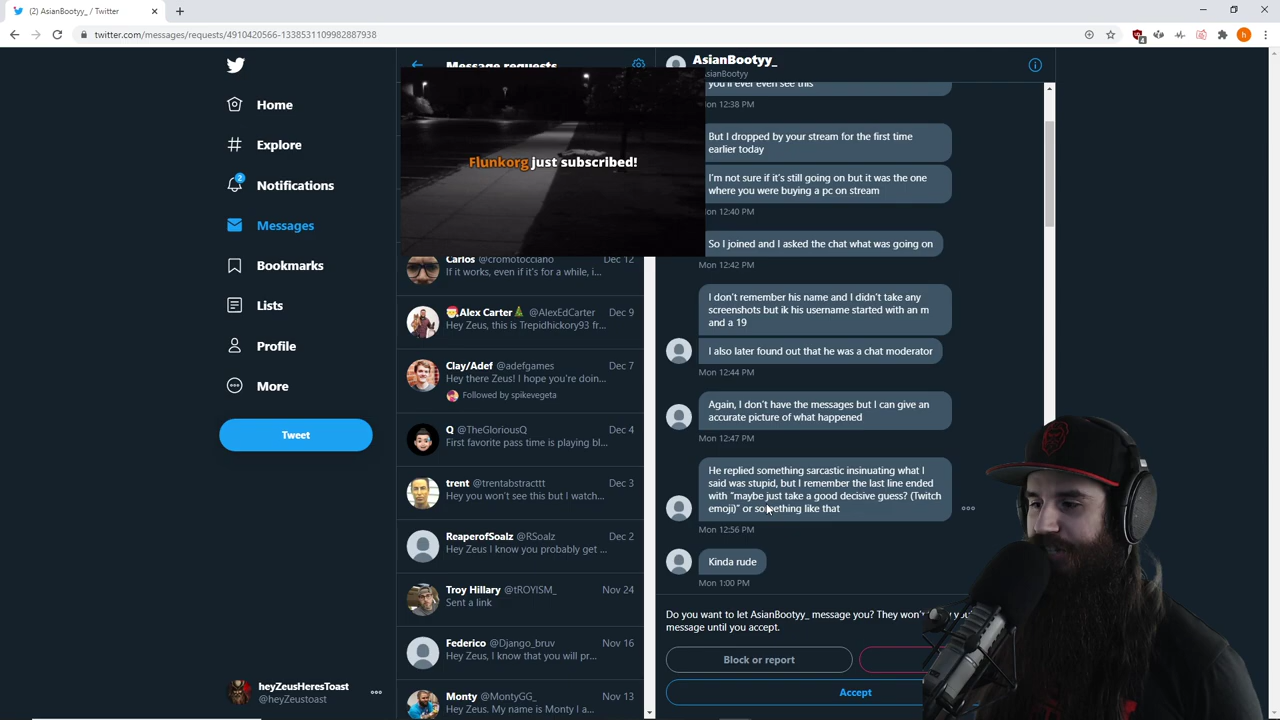 (2) AsianBootyy_ / Twitter
twitter.com/messages/requests/4910420566-1338531109982887938
4
h
Home
Explore
2
Notifications
Messages
Bookmarks
Lists
Profile
More
Tweet
heyZeusHeresToast
@heyZeustoast
Message requests
Flunkorg just subscribed!
Carlos @cromotocciano Dec 12
If it works, even if it's for a while, i...
Alex Carter @AlexEdCarter Dec 9
Hey Zeus, this is Trepidhickory93 fr...
Clay/Adef @adefgames Dec 7
Hey there Zeus! I hope you're doin...
Followed by spikevegeta
Q @TheGloriousQ Dec 4
First favorite pass time is playing bl...
trent @trentabstracttt Dec 3
Hey you won't see this but I watch...
ReaperofSoalz @RSoalz Dec 2
Hey Zeus I know you probably get ...
Troy Hillary @tROYISM_ Nov 24
Sent a link
Federico @Django_bruv Nov 16
Hey Zeus, I know that you will pr...
Monty @MontyGG_ Nov 13
Hey Zeus. My name is Monty I a...
AsianBootyy_
AsianBootyy
you'll ever even see this
Mon 12:38 PM
But I dropped by your stream for the first time
earlier today
I'm not sure if it's still going on but it was the one
where you were buying a pc on stream
Mon 12:40 PM
So I joined and I asked the chat what was going on
Mon 12:42 PM
I don't remember his name and I didn't take any
screenshots but ik his username started with an m
and a 19
I also later found out that he was a chat moderator
Mon 12:44 PM
Again, I don't have the messages but I can give an
accurate picture of what happened
Mon 12:47 PM
He replied something sarcastic insinuating what I
said was stupid, but I remember the last line ended
with "maybe just take a good decisive guess? (Twitch
emoji)" or something like that
Mon 12:56 PM
Kinda rude
Mon 1:00 PM
Do you want to let AsianBootyy_ message you? They won't
message until you accept.
Block or report
Accept